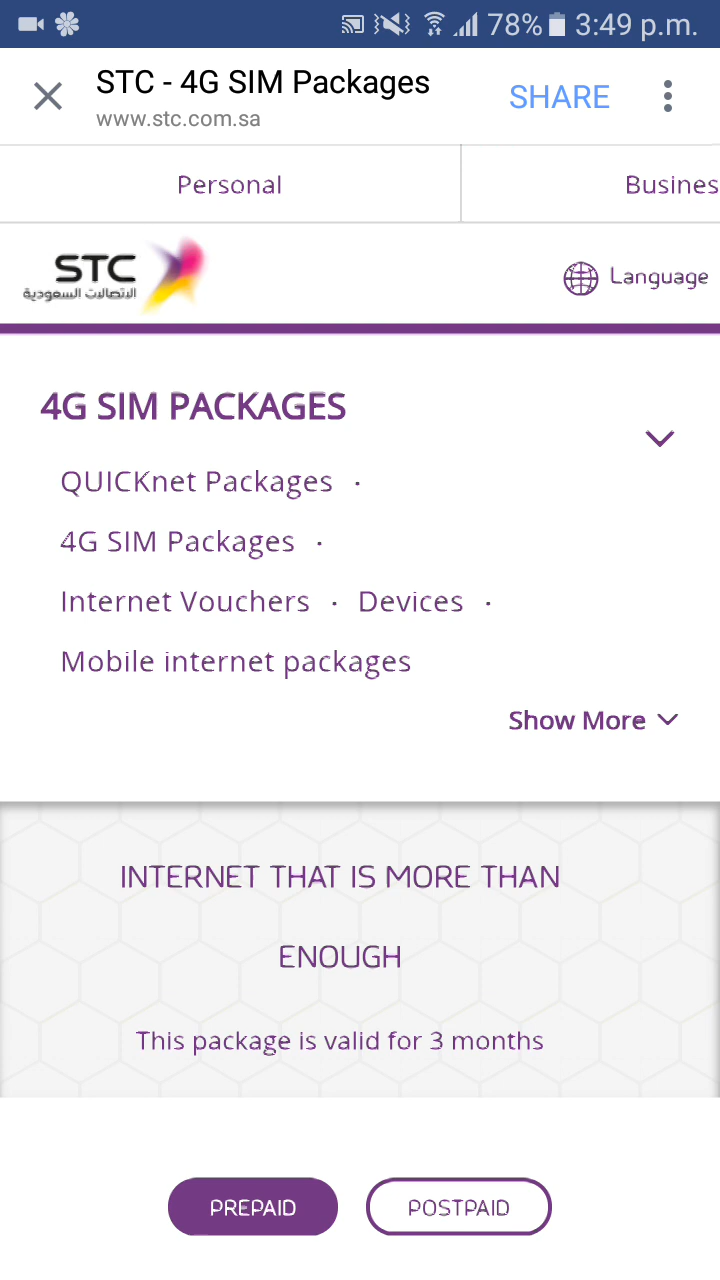 78% 3:49 p.m.
STC - 4G SIM Packages
www.stc.com.sa
SHARE
Personal
Busines
STC
الاتصالات السعودية
Language
4G SIM PACKAGES
QUICKnet Packages ·
4G SIM Packages ·
Internet Vouchers · Devices ·
Mobile internet packages
Show More
INTERNET THAT IS MORE THAN
ENOUGH
This package is valid for 3 months
PREPAID
POSTPAID